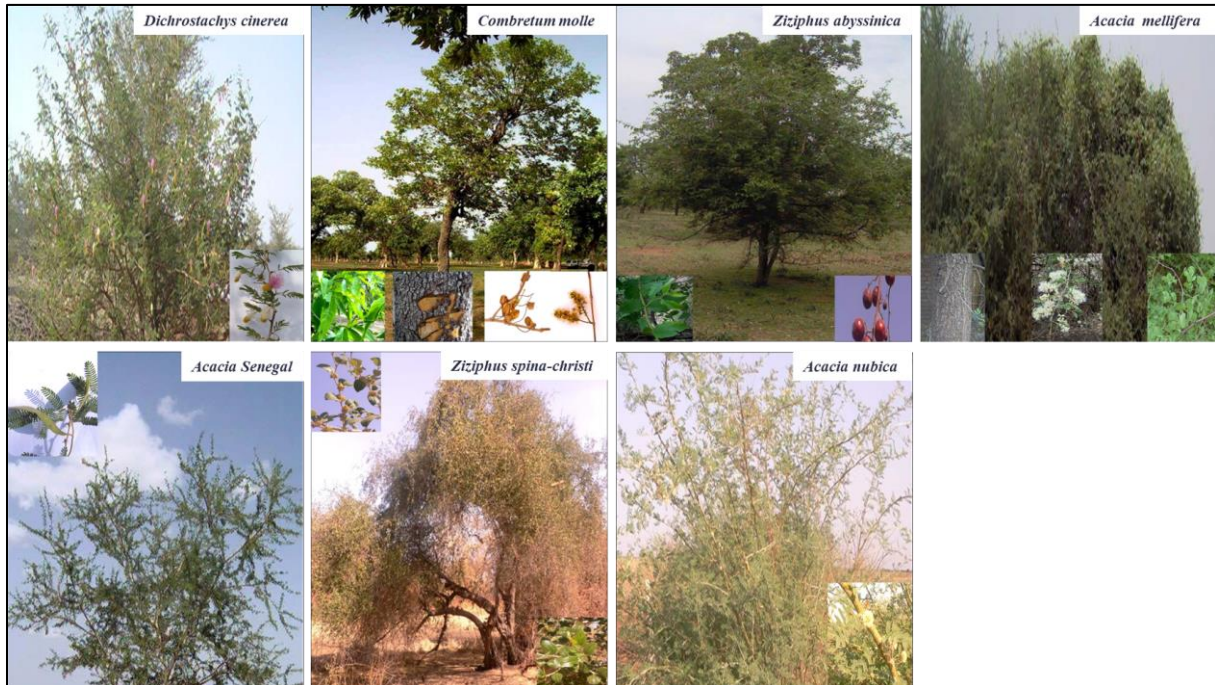 Dichrostachys cinerea
Combretum molle
Ziziphus abyssinica
Acacia mellifera
Acacia Senegal
Ziziphus spina-christi
Acacia nubica